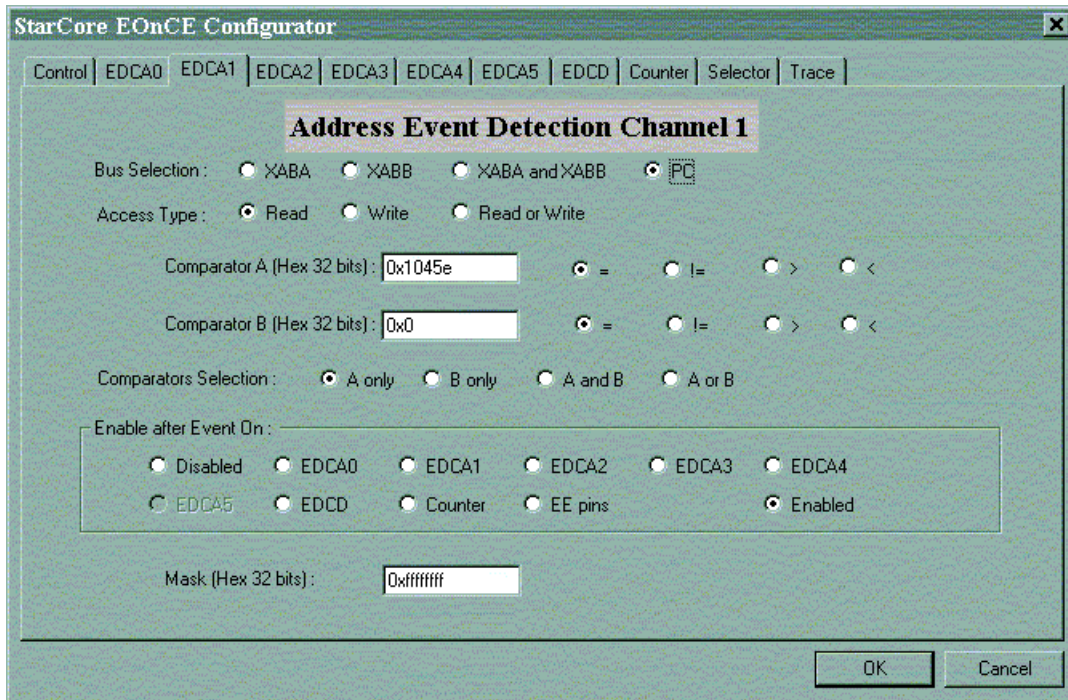 StarCore EOnCE Configurator
Control EDCA0 EDCA1 EDCA2 EDCA3 EDCA4 EDCA5 EDCD Counter Selector Trace
Address Event Detection Channel 1
Bus Selection : XABA XABB XABA and XABB PC
Access Type : Read Write Read or Write
Comparator A (Hex 32 bits) : 0x1045e = != > <
Comparator B (Hex 32 bits) : 0x0 = != > <
Comparators Selection : A only B only A and B A or B
Enable after Event On :
Disabled EDCA0 EDCA1 EDCA2 EDCA3 EDCA4
EDCA5 EDCD Counter EE pins Enabled
Mask (Hex 32 bits) : 0xffffffff
OK Cancel